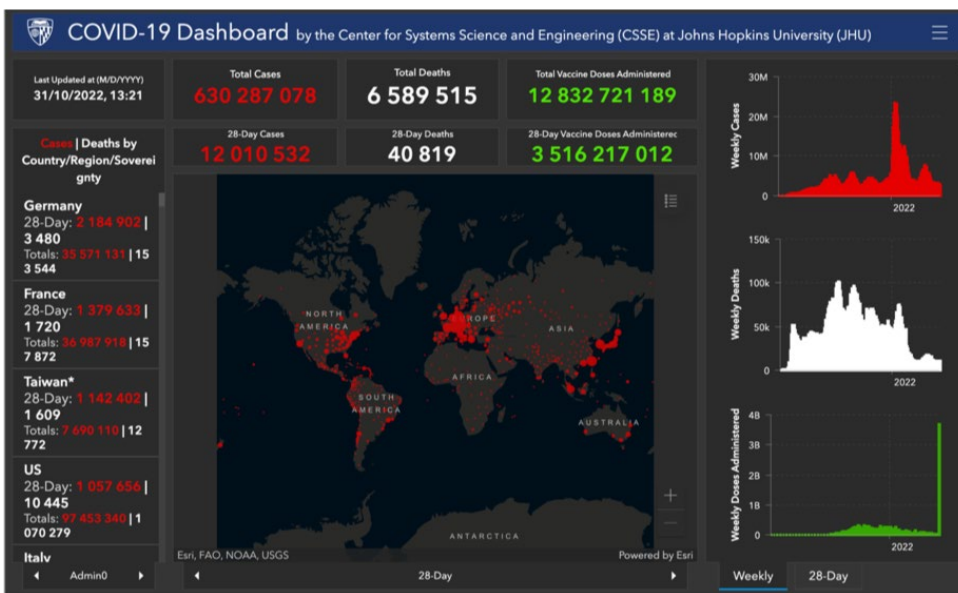 COVID-19 Dashboard by the Center for Systems Science and Engineering (CSSE) at Johns Hopkins University (JHU)
Last Updated at (M/D/YYYY)
31/10/2022, 13:21
Cases | Deaths by
Country/Region/Soverei
gnty
Germany
28-Day: 2 184 902 |
3 480
Totals: 35 571 131 | 15
3 544
France
28-Day: 1 379 633 |
1 720
Totals: 36 987 918 | 15
7 872
Taiwan*
28-Day: 1 142 402 |
1 609
Totals: 7 690 110 | 12
772
US
28-Day: 1 057 656 |
10 445
Totals: 97 453 340 | 1
070 279
Italy
Admin0
Total Cases
630 287 078
Total Deaths
6 589 515
Total Vaccine Doses Administered
12 832 721 189
28-Day Cases
12 010 532
28-Day Deaths
40 819
28-Day Vaccine Doses Administerec
3 516 217 012
NORTH
AMERICA
EUROPE
ASIA
AFRICA
SOUTH
AMERICA
AUSTRALIA
ANTARCTICA
Esri, FAO, NOAA, USGS
Powered by Esri
28-Day
Weekly Cases
30M
20M
10M
0
2022
Weekly Deaths
150k
100k
50k
0
2022
Weekly Doses Administered
4B
3B
2B
1B
0
2022
Weekly
28-Day